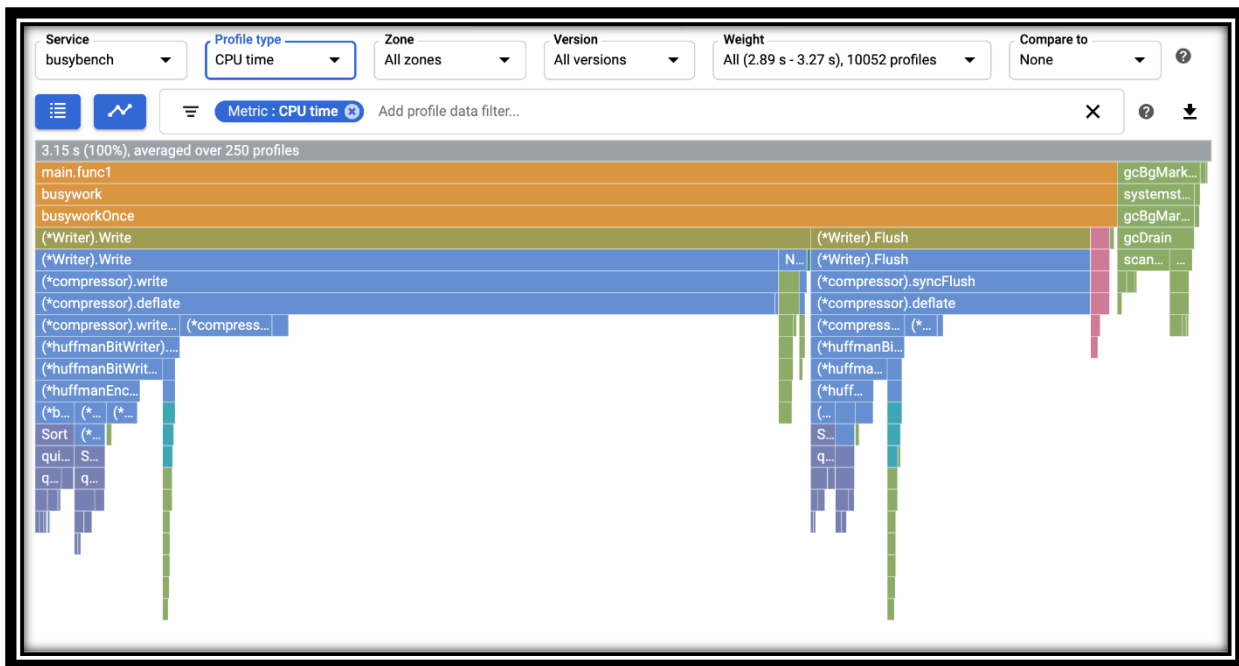 Service Profile type Zone Version Weight Compare to
busybench CPU time All zones All versions All (2.89 s - 3.27 s), 10052 profiles None
Metric : CPU time Add profile data filter...
3.15 s (100%), averaged over 250 profiles
main.func1 gcBgMark...
busywork systemst...
busyworkOnce gcBgMar...
(*Writer).Write (*Writer).Flush gcDrain
(*Writer).Write N... (*Writer).Flush scan... ...
(*compressor).write (*compressor).syncFlush
(*compressor).deflate (*compressor).deflate
(*compressor).write... (*compress... (*compress... (*...
(*huffmanBitWriter).... (*huffmanBi...
(*huffmanBitWrit... (*huffma...
(*huffmanEnc... (*huff...
(*b... (*... (*... (...
Sort (*... S...
qui... S... q...
q... q...